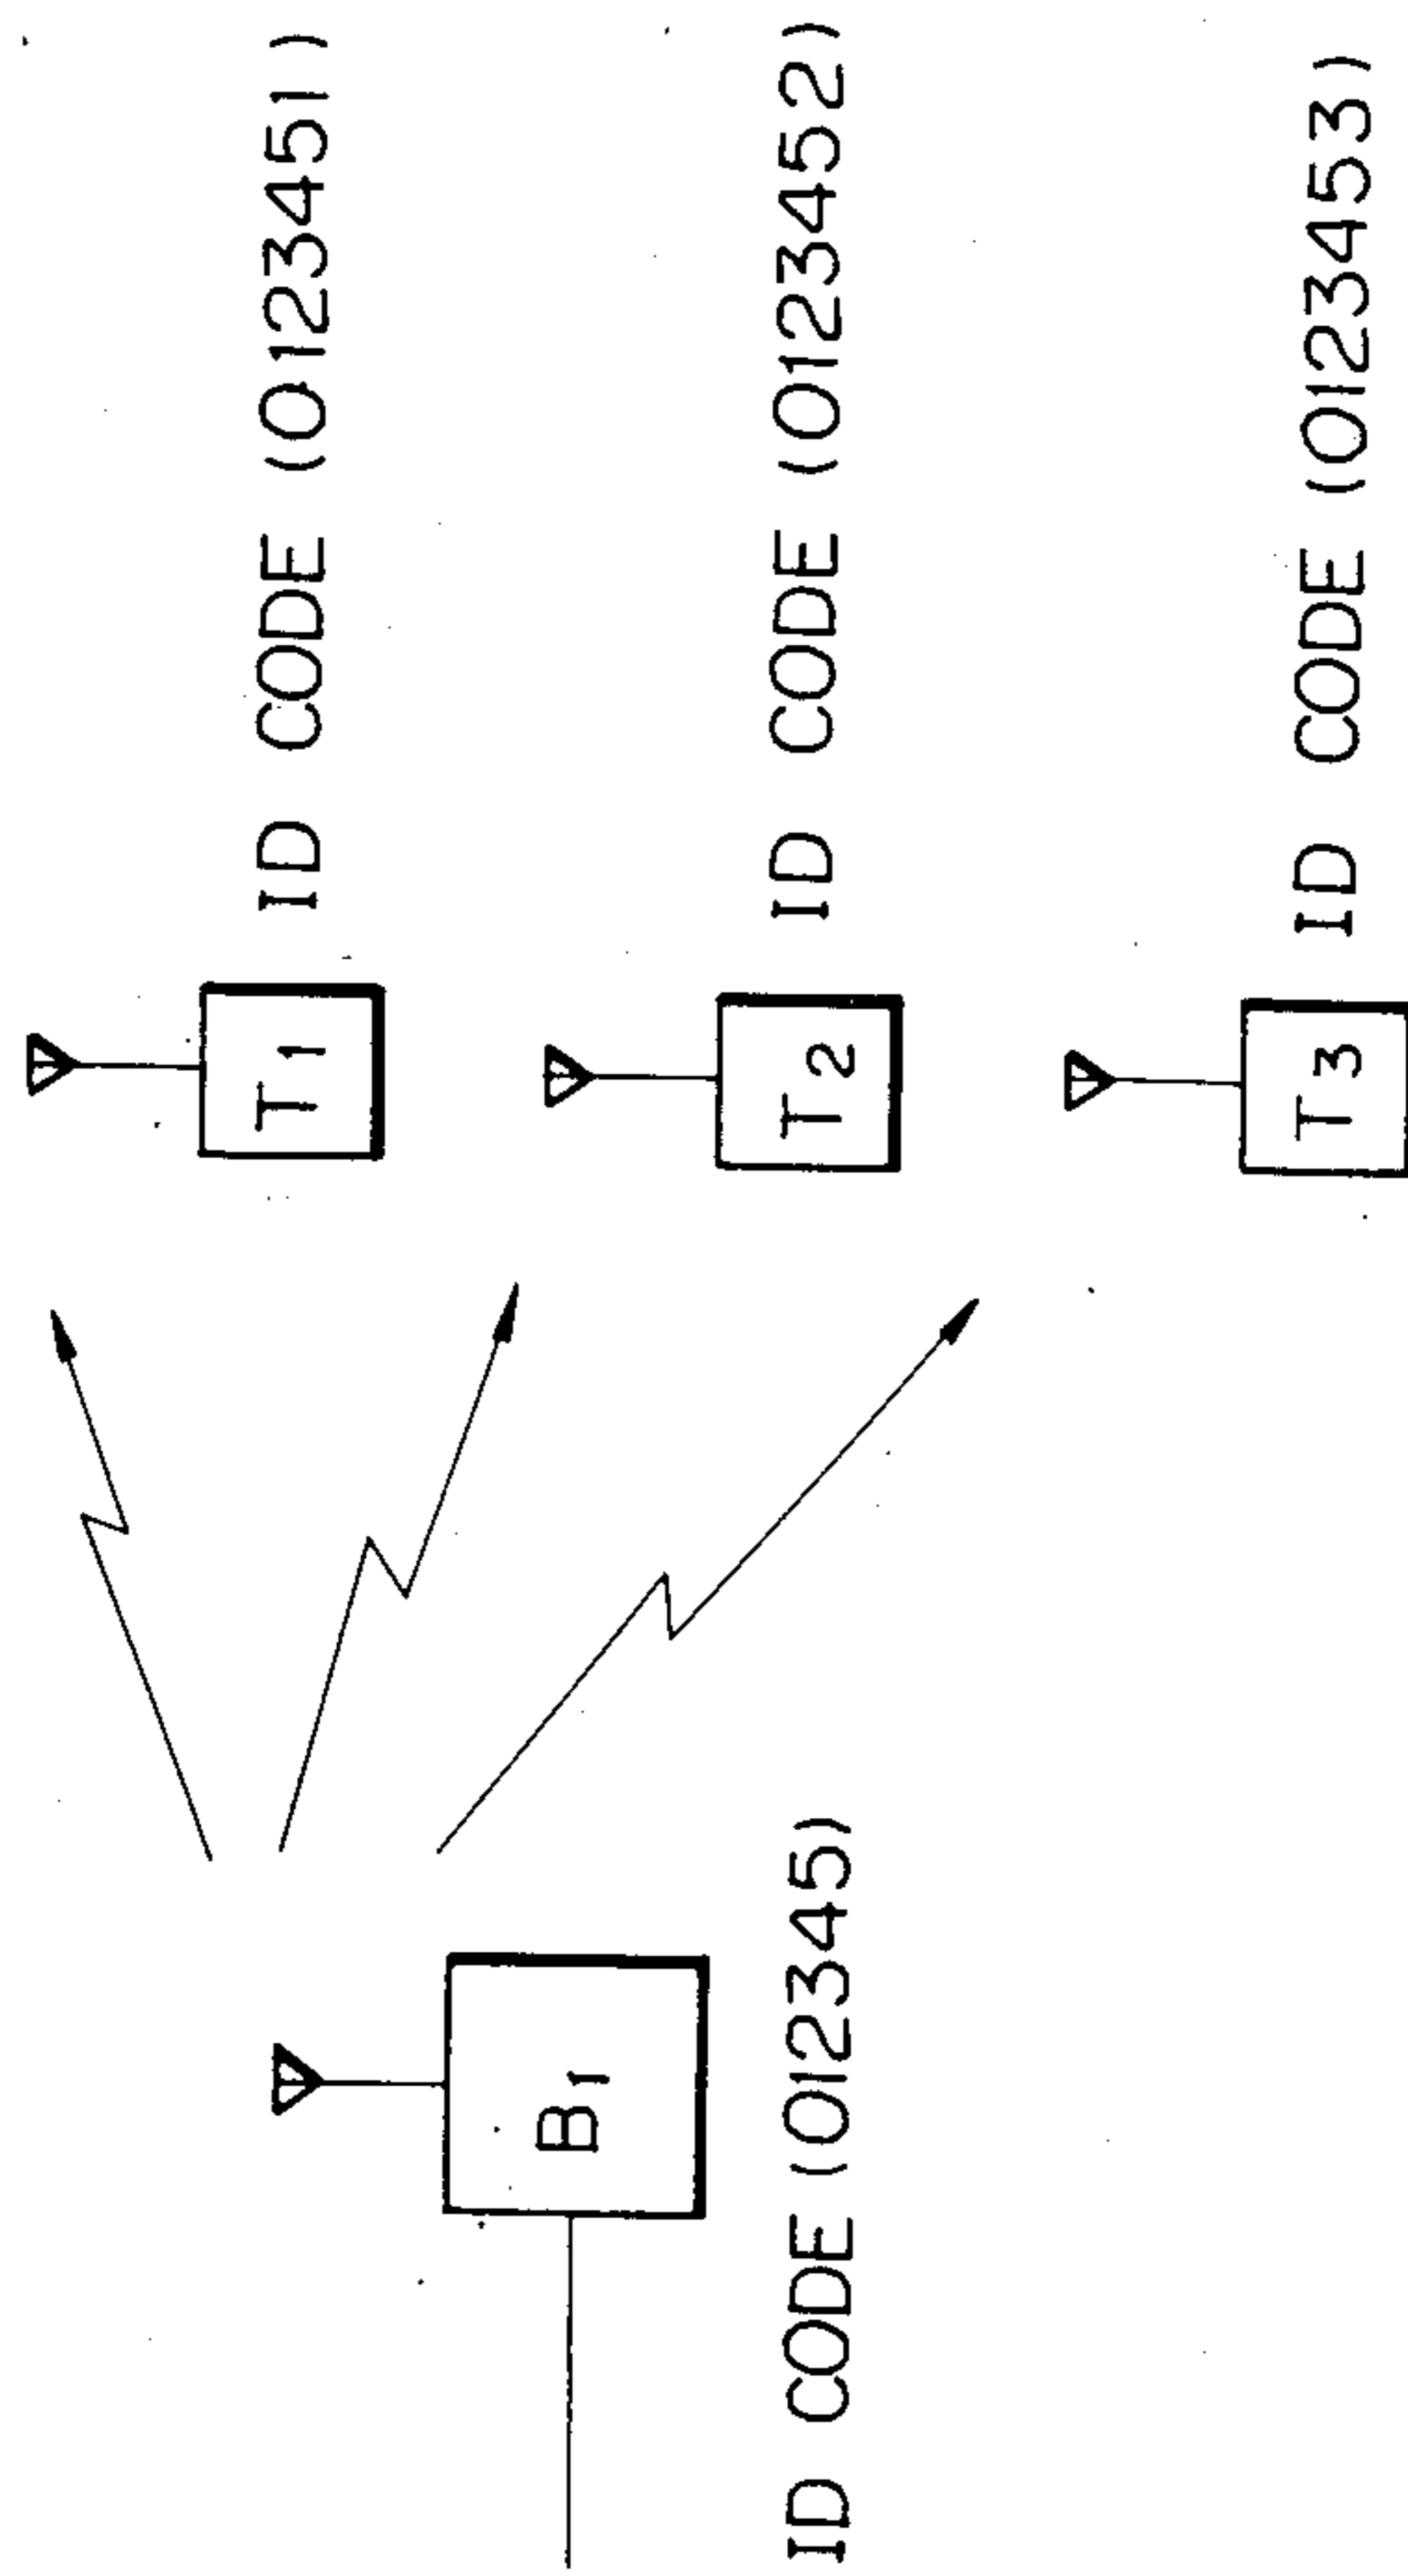 T1 ID CODE (0123451)
T2 ID CODE (0123452)
T3 ID CODE (0123453)
B1
ID CODE (012345)